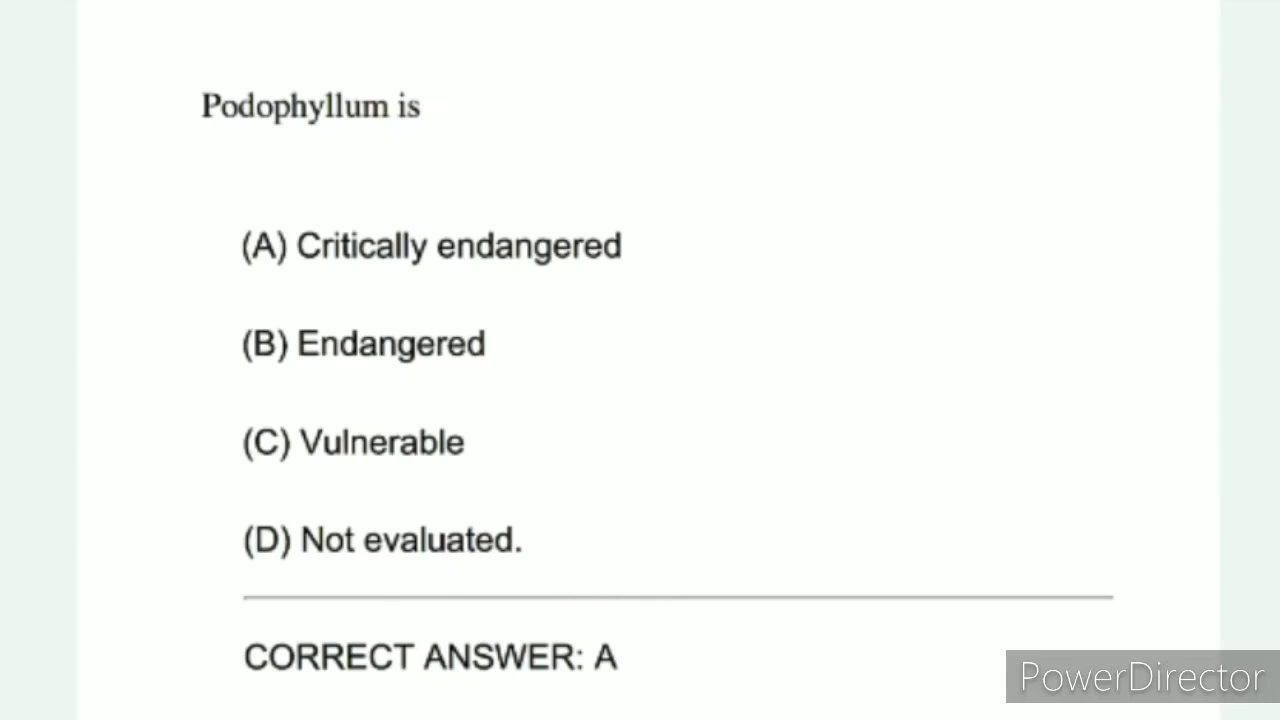 Podophyllum is
(A) Critically endangered
(B) Endangered
(C) Vulnerable
(D) Not evaluated.
CORRECT ANSWER: A
PowerDirector